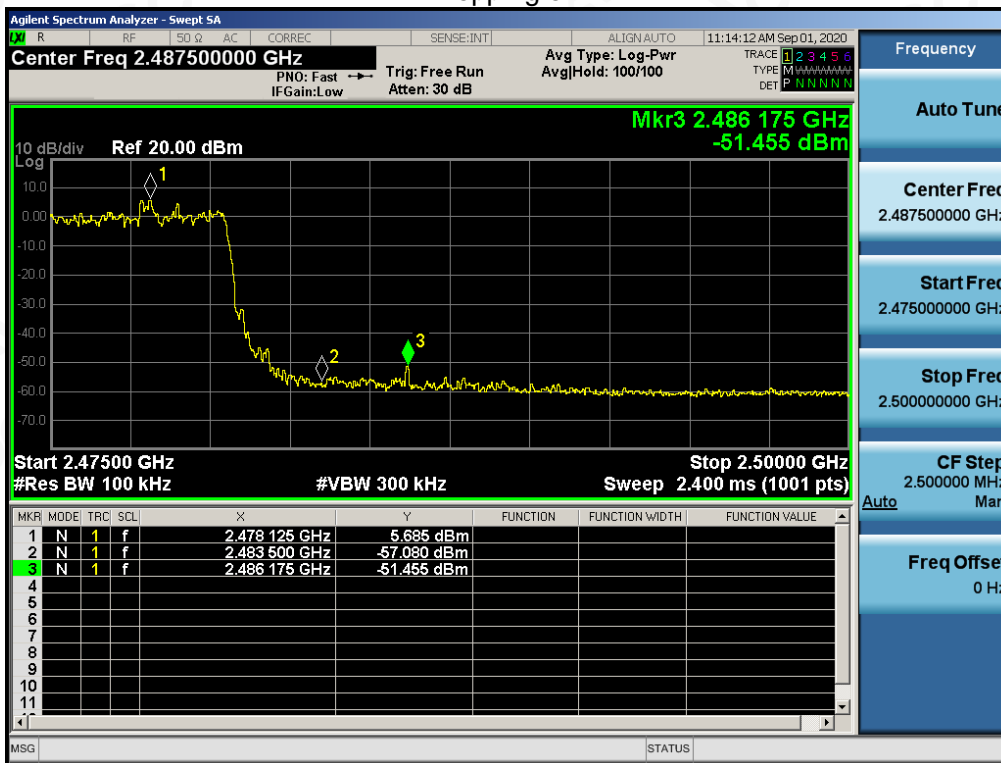 Agilent Spectrum Analyzer - Swept SA
LXI R RF 50 Ω AC CORREC SENSE:INT ALIGN AUTO 11:14:12 AM Sep 01, 2020
Center Freq 2.487500000 GHz
PNO: Fast
IFGain:Low
Trig: Free Run
Atten: 30 dB
Avg Type: Log-Pwr
Avg|Hold: 100/100
TRACE 1 2 3 4 5 6
TYPE M
DET P N N N N N
Mkr3 2.486 175 GHz
-51.455 dBm
10 dB/div Ref 20.00 dBm
Log
10.0
0.00
-10.0
-20.0
-30.0
-40.0
-50.0
-60.0
-70.0
1
2
3
Start 2.47500 GHz Stop 2.50000 GHz
#Res BW 100 kHz #VBW 300 kHz Sweep 2.400 ms (1001 pts)
MKR MODE TRC SCL X Y FUNCTION FUNCTION WIDTH FUNCTION VALUE
1 N 1 f 2.478 125 GHz 5.685 dBm
2 N 1 f 2.483 500 GHz -57.080 dBm
3 N 1 f 2.486 175 GHz -51.455 dBm
4
5
6
7
8
9
10
11
MSG STATUS
Frequency
Auto Tune
Center Freq
2.487500000 GHz
Start Freq
2.475000000 GHz
Stop Freq
2.500000000 GHz
CF Step
2.500000 MHz
Auto Man
Freq Offset
0 Hz